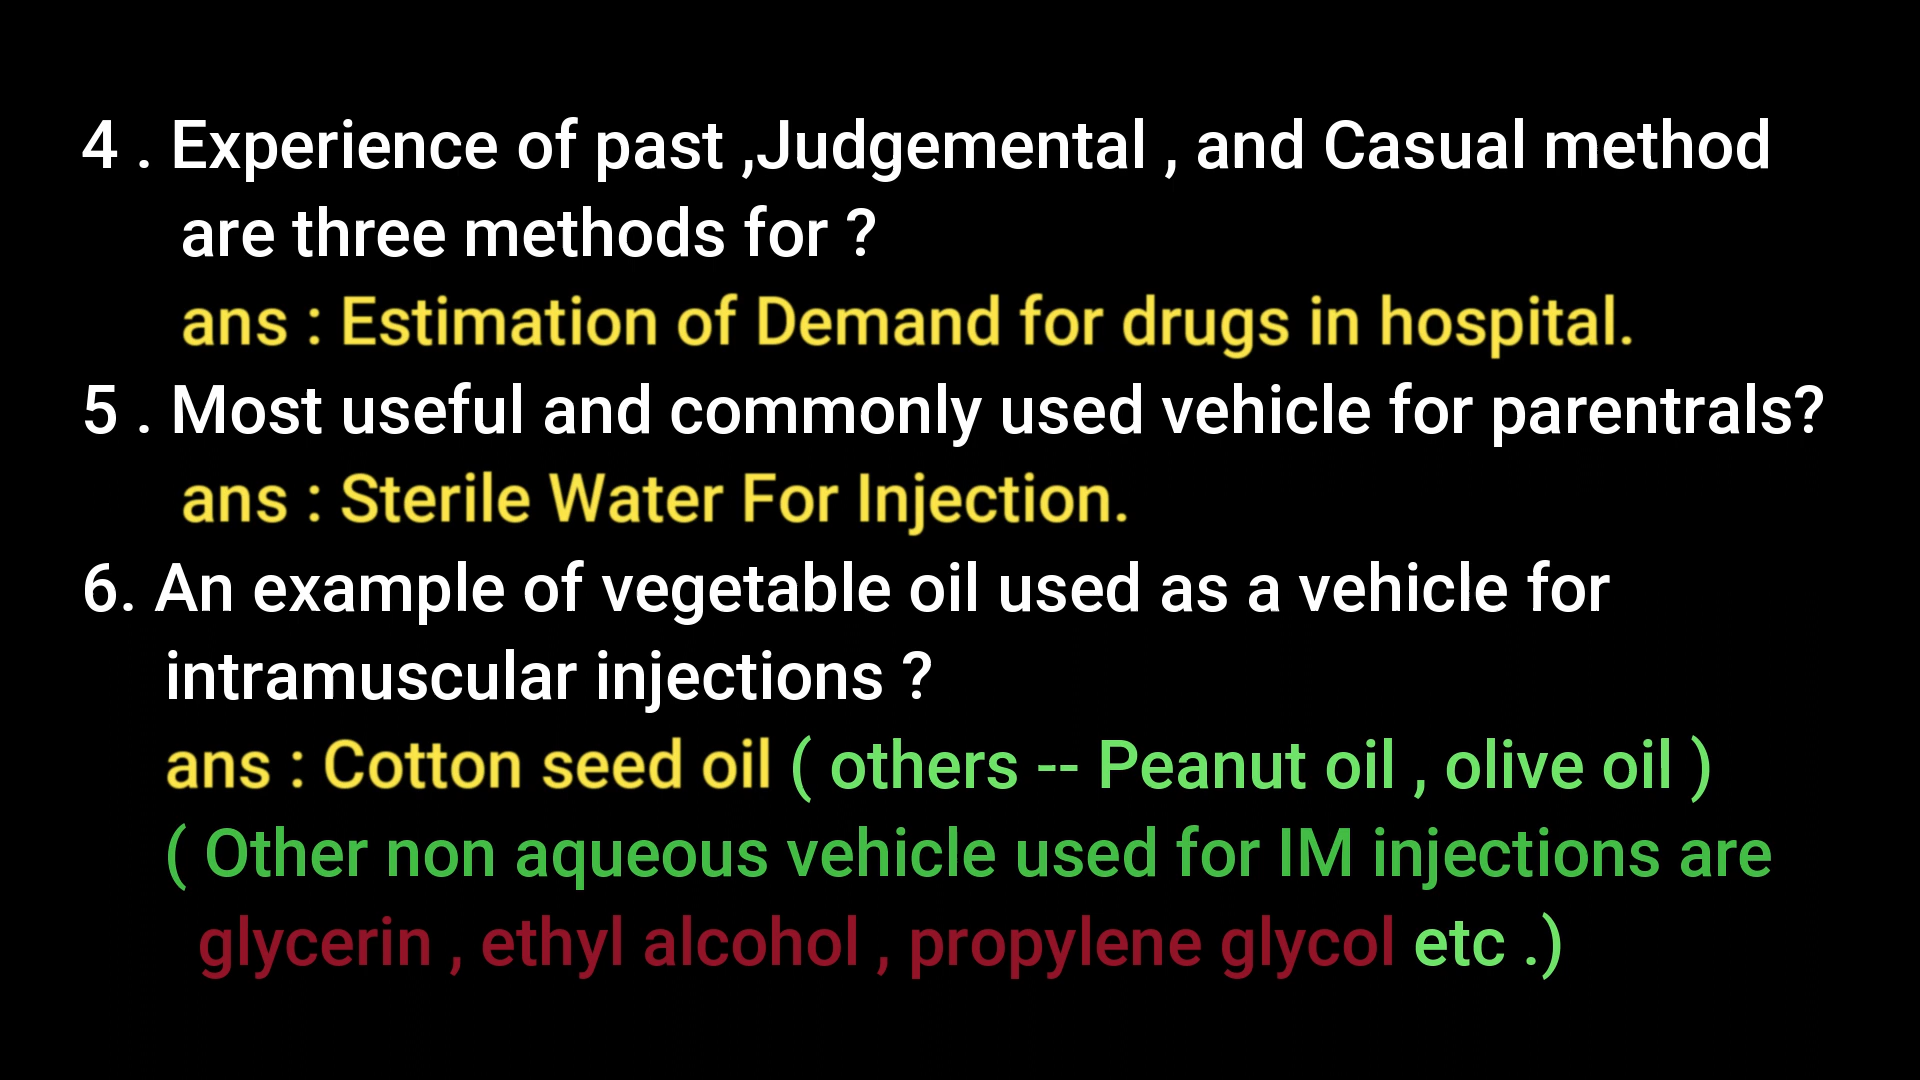 4 . Experience of past ,Judgemental , and Casual method
are three methods for ?
ans : Estimation of Demand for drugs in hospital.
5 . Most useful and commonly used vehicle for parentrals?
ans : Sterile Water For Injection.
6. An example of vegetable oil used as a vehicle for
intramuscular injections ?
ans : Cotton seed oil ( others -- Peanut oil , olive oil )
( Other non aqueous vehicle used for IM injections are
glycerin , ethyl alcohol , propylene glycol etc .)